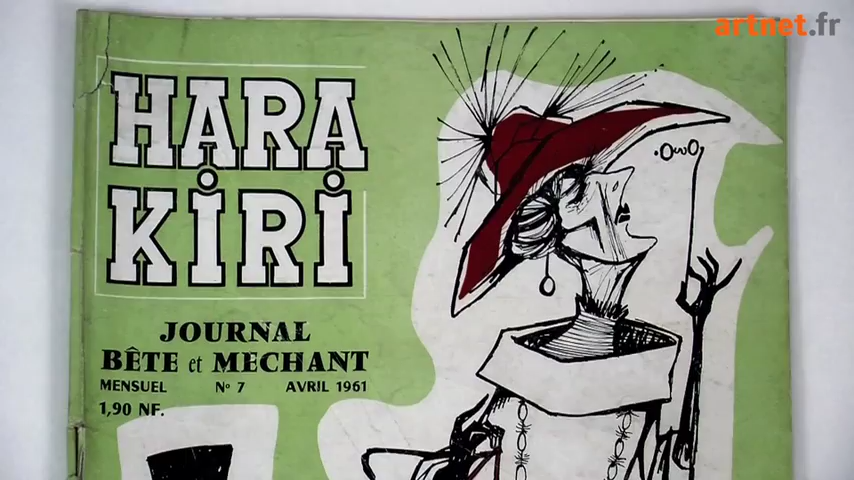 artnet.fr
HARA
KIRI
JOURNAL
BÊTE et MECHANT
MENSUEL N° 7 AVRIL 1961
1,90 NF.